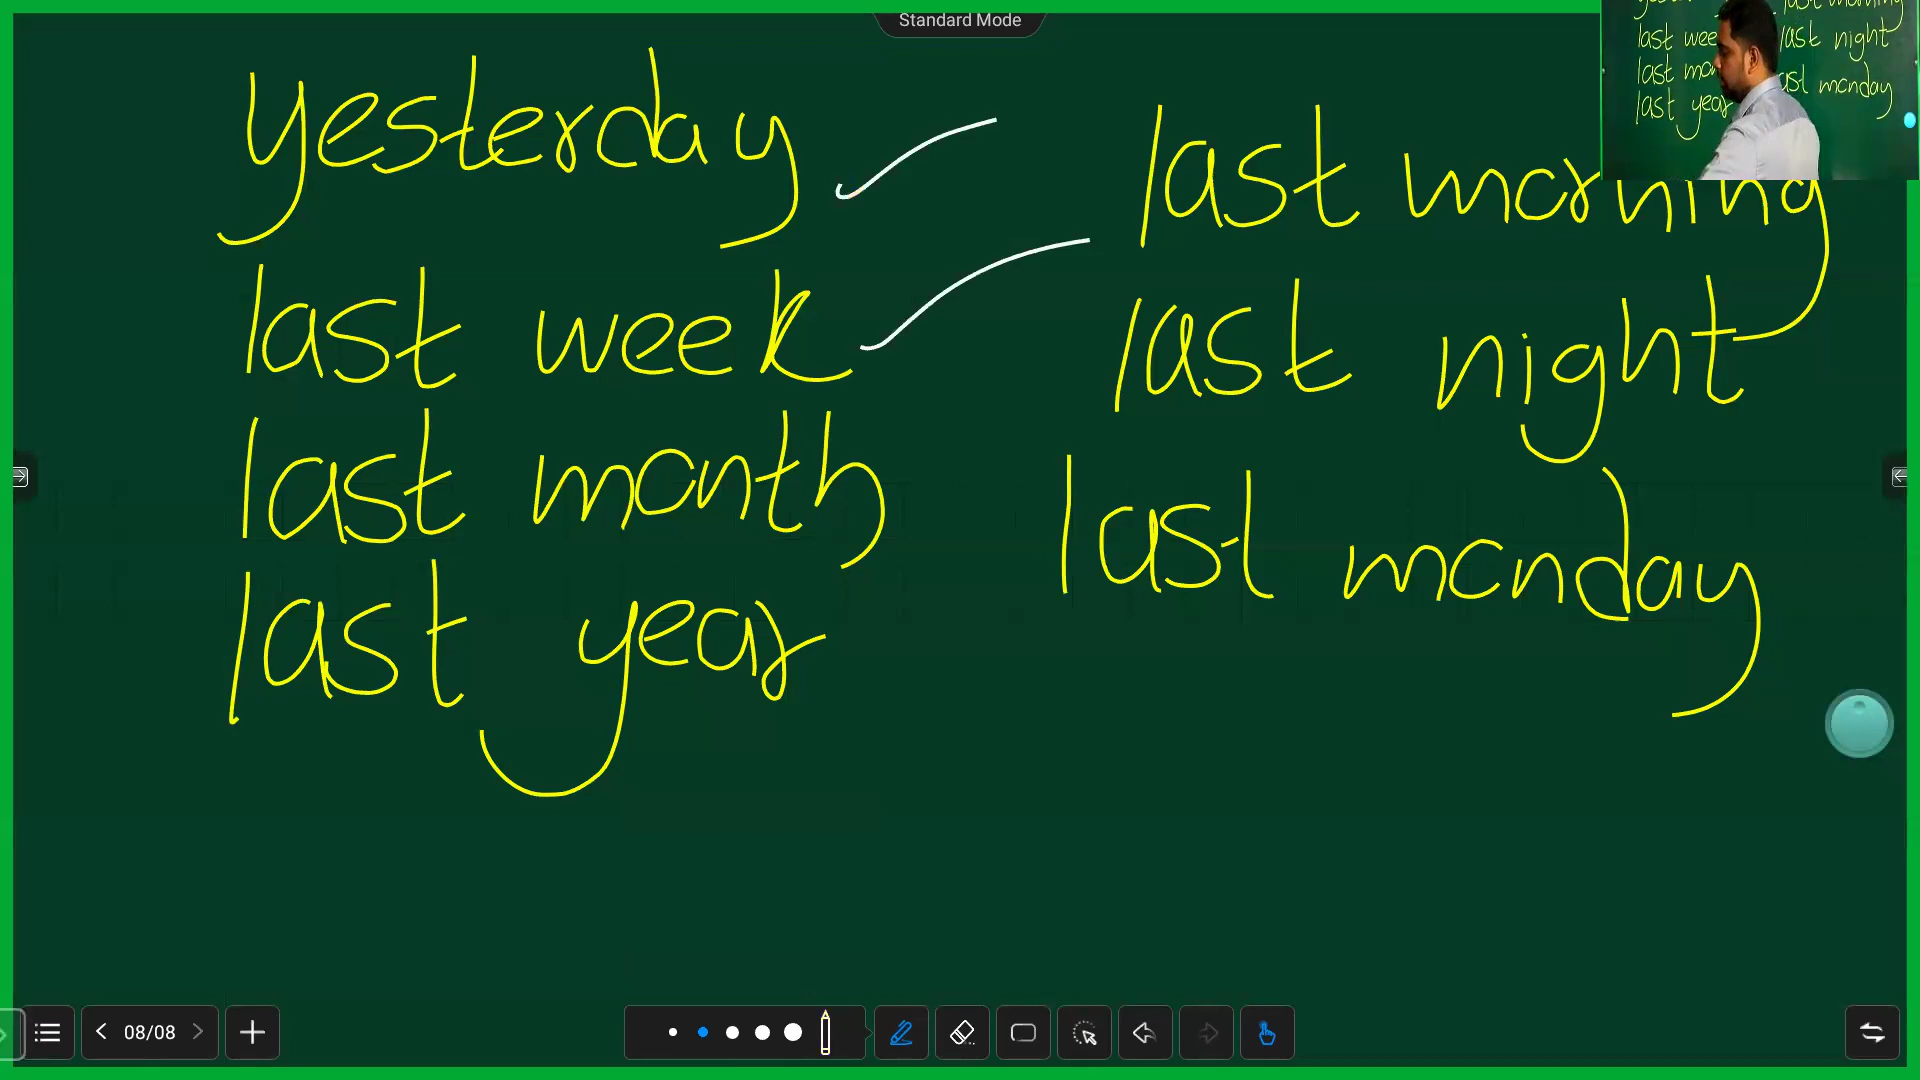 Standard Mode
yesterday
last week
last month
last year
last morning
last night
last monday
08/08